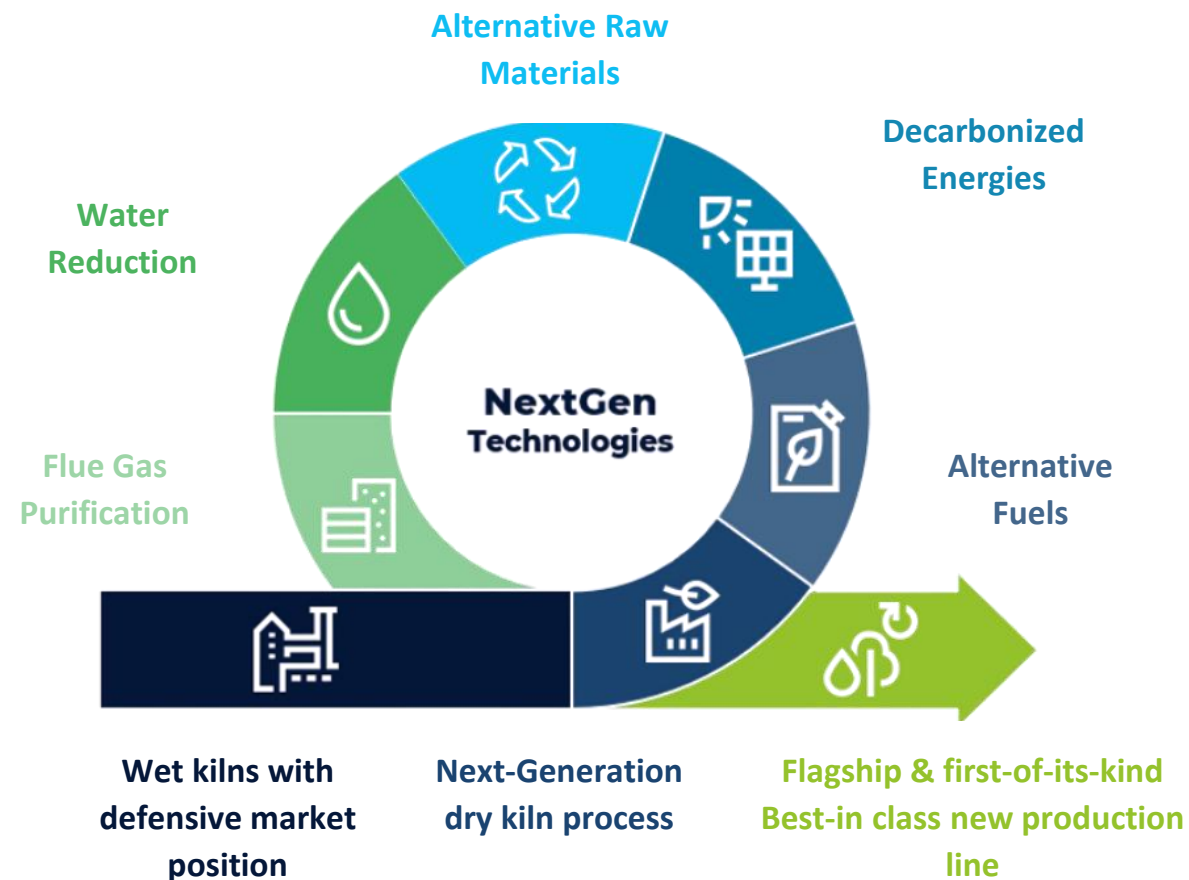 Alternative Raw
Materials
Decarbonized
Energies
Water
Reduction
NextGen
Technologies
Flue Gas
Purification
Alternative
Fuels
Wet kilns with
defensive market
position
Next-Generation
dry kiln process
Flagship & first-of-its-kind
Best-in class new production
line